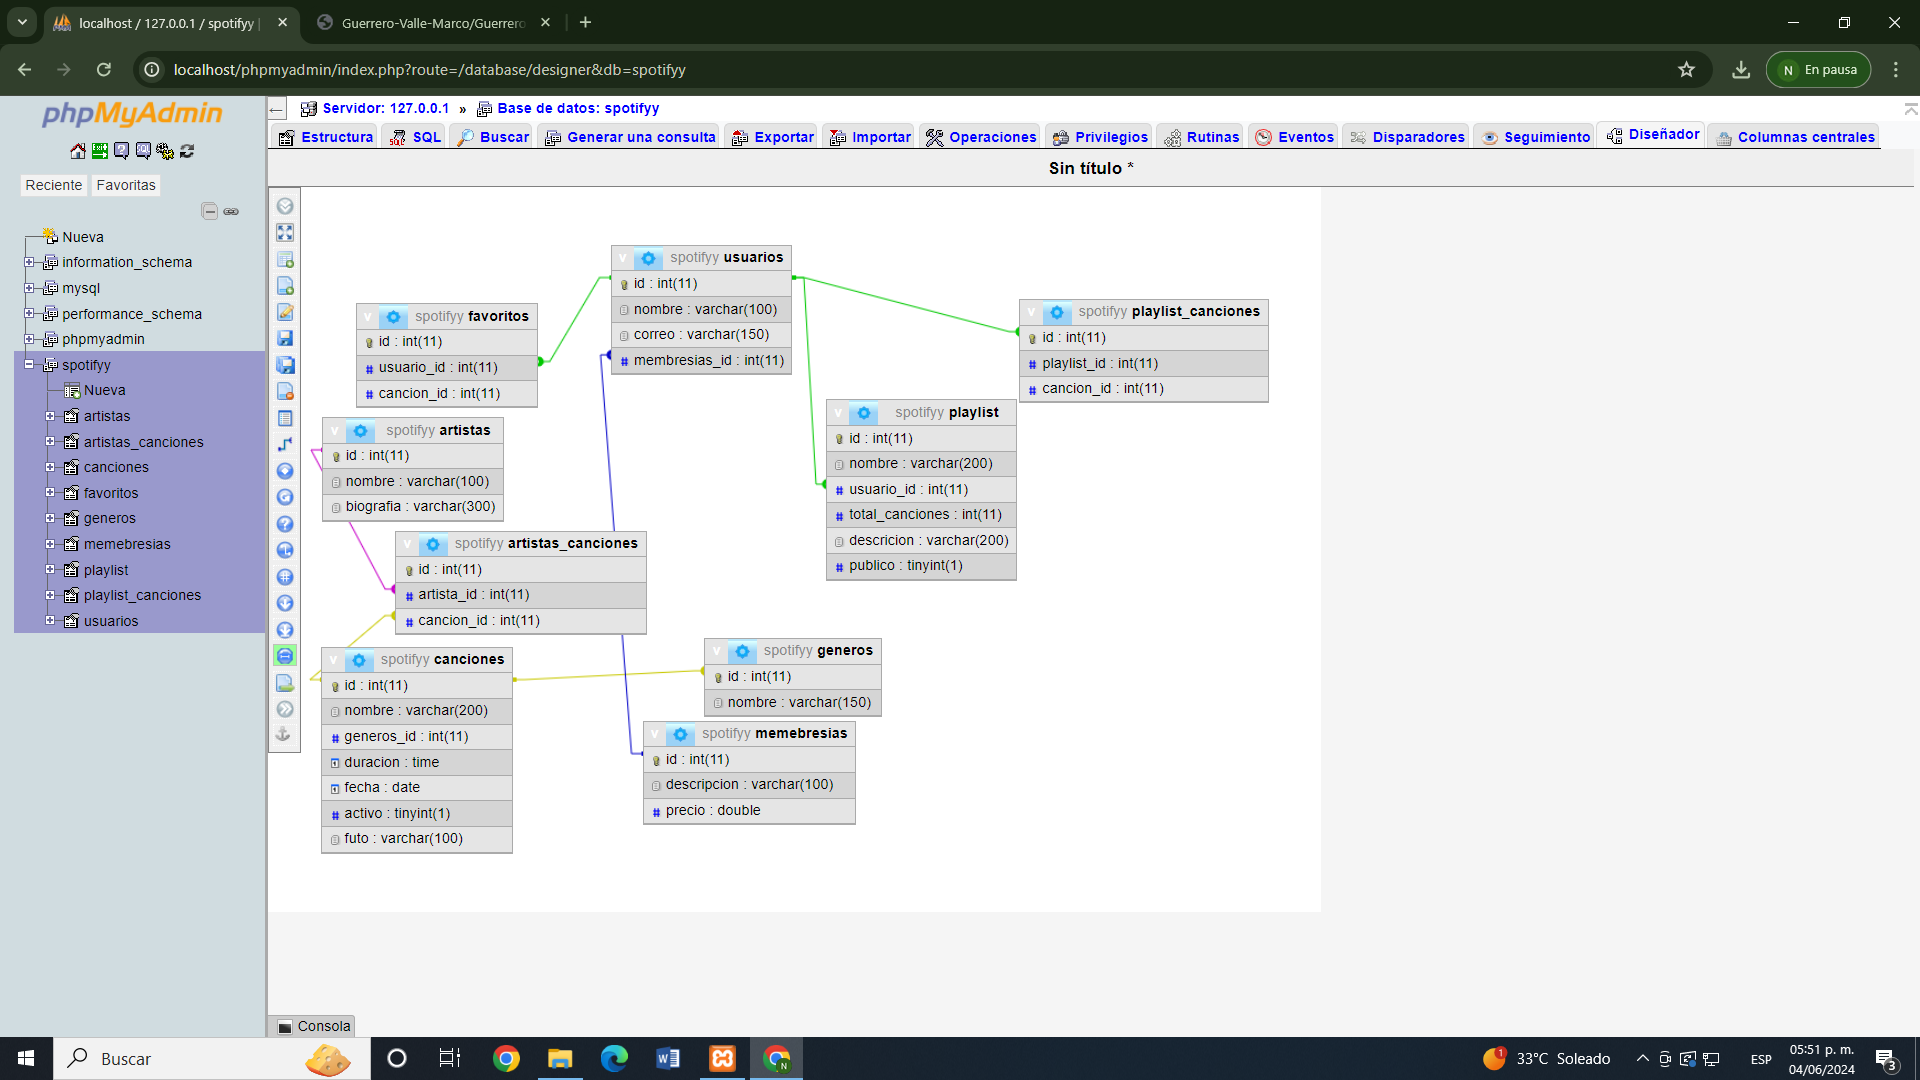 localhost / 127.0.0.1 / spotifyy |
Guerrero-Valle-Marco/Guerrero
localhost/phpmyadmin/index.php?route=/database/designer&db=spotifyy
N En pausa
phpMyAdmin
Reciente Favoritas
Nueva
information_schema
mysql
performance_schema
phpmyadmin
spotifyy
Nueva
artistas
artistas_canciones
canciones
favoritos
generos
memebresias
playlist
playlist_canciones
usuarios
Servidor: 127.0.0.1 » Base de datos: spotifyy
Estructura SQL Buscar Generar una consulta Exportar Importar Operaciones Privilegios Rutinas Eventos Disparadores Seguimiento Diseñador Columnas centrales
Sin título *
spotifyy usuarios
id : int(11)
nombre : varchar(100)
correo : varchar(150)
membresias_id : int(11)
spotifyy favoritos
id : int(11)
usuario_id : int(11)
cancion_id : int(11)
spotifyy playlist_canciones
id : int(11)
playlist_id : int(11)
cancion_id : int(11)
spotifyy artistas
id : int(11)
nombre : varchar(100)
biografia : varchar(300)
spotifyy playlist
id : int(11)
nombre : varchar(200)
usuario_id : int(11)
total_canciones : int(11)
descricion : varchar(200)
publico : tinyint(1)
spotifyy artistas_canciones
id : int(11)
artista_id : int(11)
cancion_id : int(11)
spotifyy canciones
id : int(11)
nombre : varchar(200)
generos_id : int(11)
duracion : time
fecha : date
activo : tinyint(1)
futo : varchar(100)
spotifyy generos
id : int(11)
nombre : varchar(150)
spotifyy memebresias
id : int(11)
descripcion : varchar(100)
precio : double
Consola
Buscar
1
33°C Soleado
ESP
05:51 p. m.
04/06/2024
3